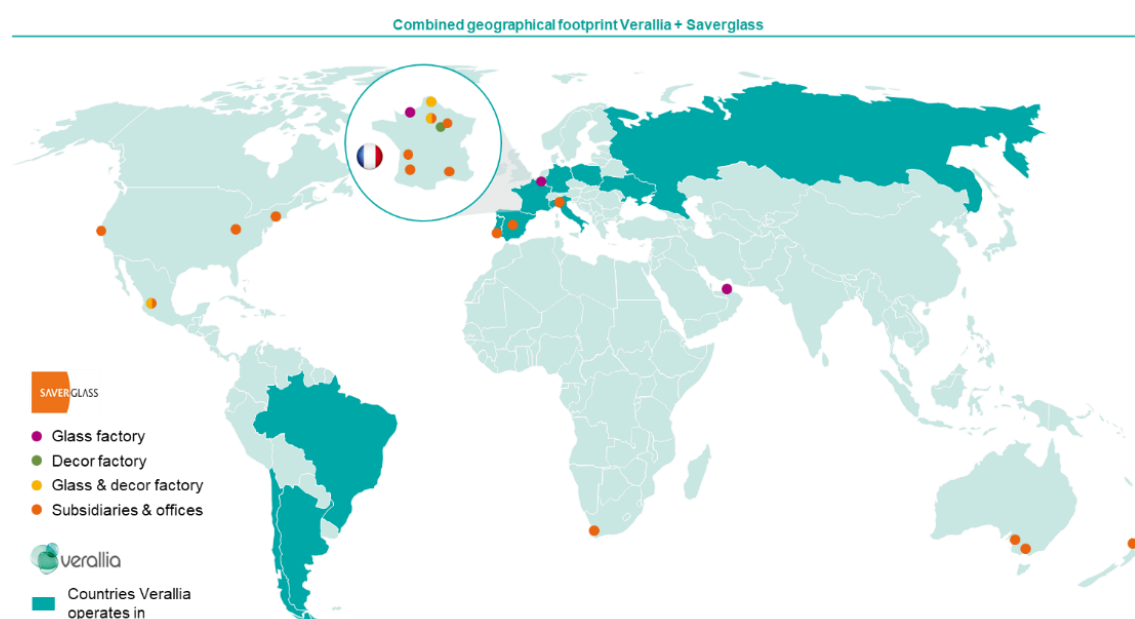 Combined geographical footprint Verallia + Saverglass
SAVERGLASS
Glass factory
Decor factory
Glass & decor factory
Subsidiaries & offices
verallia
Countries Verallia
operates in